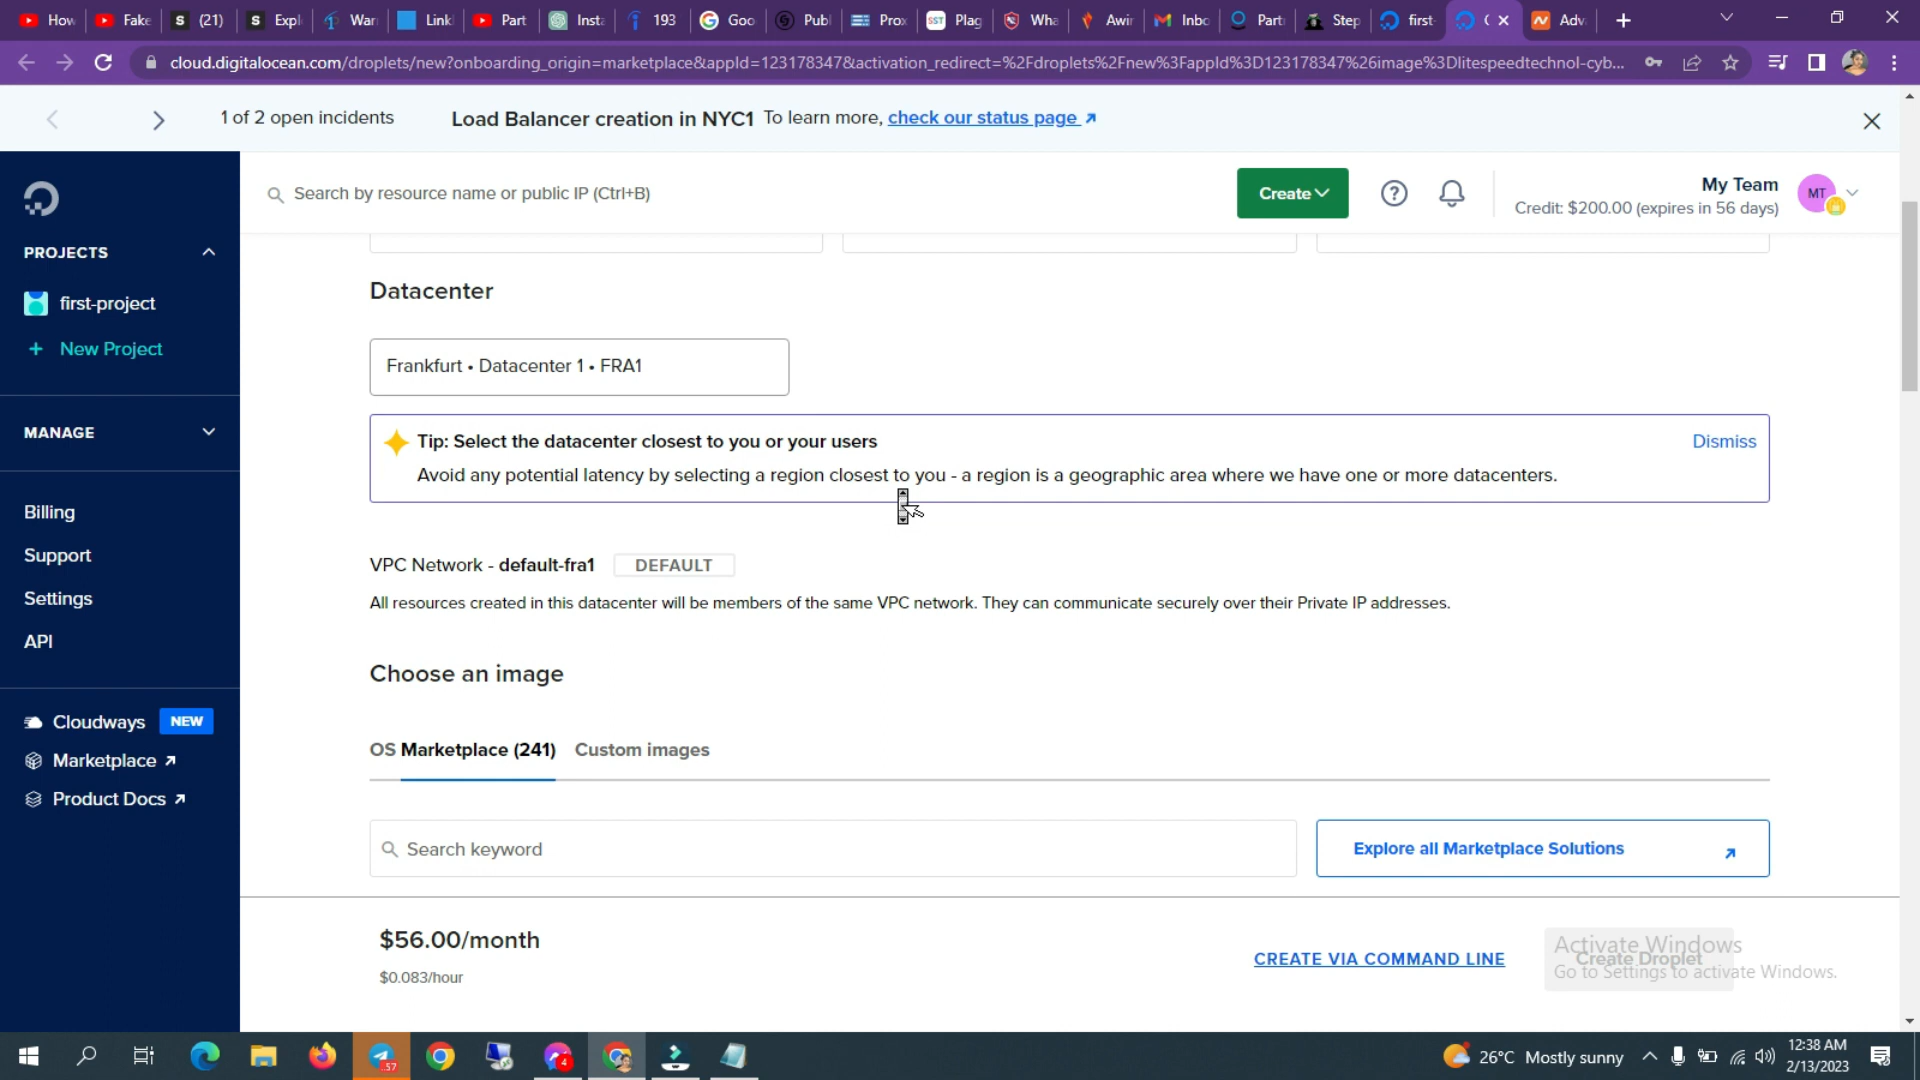 How
Fake
(21)
Expl
War
Link
Part
Insta
193
Goo
Publ
Prox
Plag
Wha
Awin
Inbo
Part
Step
first
Adv
cloud.digitalocean.com/droplets/new?onboarding_origin=marketplace&appId=123178347&activation_redirect=%2Fdroplets%2Fnew%3FappId%3D123178347%26image%3Dlitespeedtechnol-cyb...
1 of 2 open incidents
Load Balancer creation in NYC1 To learn more, check our status page
Search by resource name or public IP (Ctrl+B)
Create
My Team
Credit: $200.00 (expires in 56 days)
MT
PROJECTS
first-project
+ New Project
MANAGE
Billing
Support
Settings
API
Cloudways NEW
Marketplace
Product Docs
Datacenter
Frankfurt • Datacenter 1 • FRA1
Tip: Select the datacenter closest to you or your users
Dismiss
Avoid any potential latency by selecting a region closest to you - a region is a geographic area where we have one or more datacenters.
VPC Network - default-fra1 DEFAULT
All resources created in this datacenter will be members of the same VPC network. They can communicate securely over their Private IP addresses.
Choose an image
OS Marketplace (241) Custom images
Search keyword
Explore all Marketplace Solutions
$56.00/month
$0.083/hour
CREATE VIA COMMAND LINE
Create Droplet
Activate Windows
Go to Settings to activate Windows.
26°C Mostly sunny
12:38 AM
2/13/2023